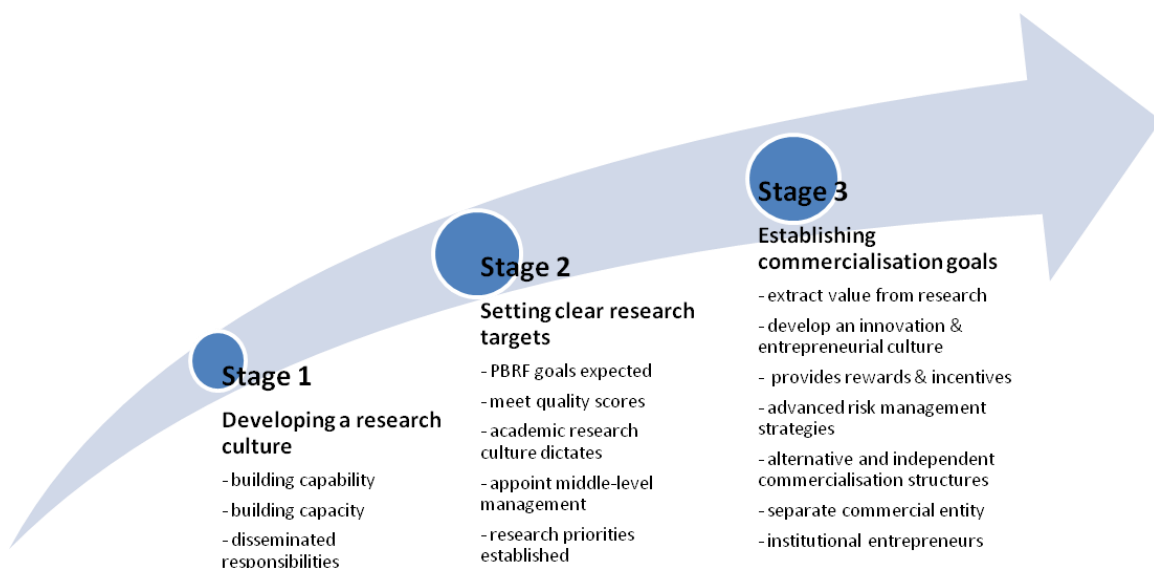 Stage 1
Developing a research
culture
- building capability
- building capacity
- disseminated
responsibilities
Stage 2
Setting clear research
targets
- PBRF goals expected
- meet quality scores
- academic research
culture dictates
- appoint middle-level
management
- research priorities
established
Stage 3
Establishing
commercialisation goals
- extract value from research
- develop an innovation &
entrepreneurial culture
- provides rewards & incentives
- advanced risk management
strategies
- alternative and independent
commercialisation structures
- separate commercial entity
- institutional entrepreneurs